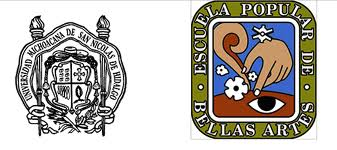 UNIVERSIDAD MICHOACANA DE SAN NICOLAS DE HIDALGO
ESCUELA POPULAR DE
BELLAS ARTES